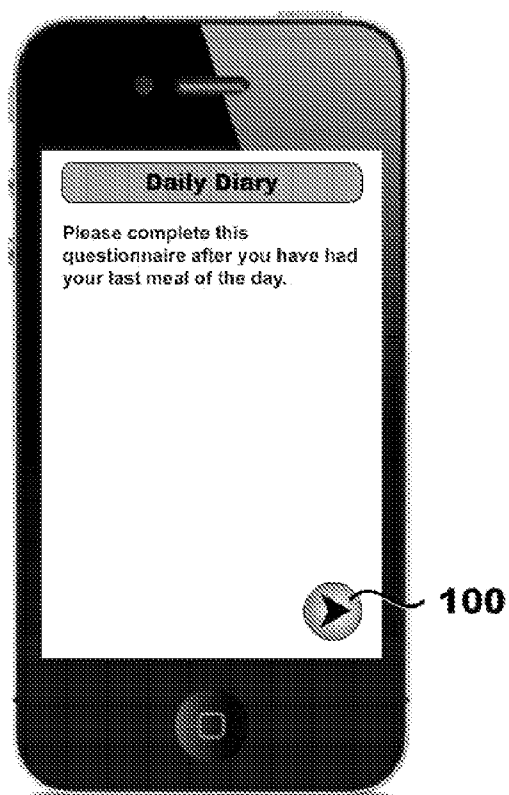 Daily Diary
Please complete this
questionnaire after you have had
your last meal of the day.
100